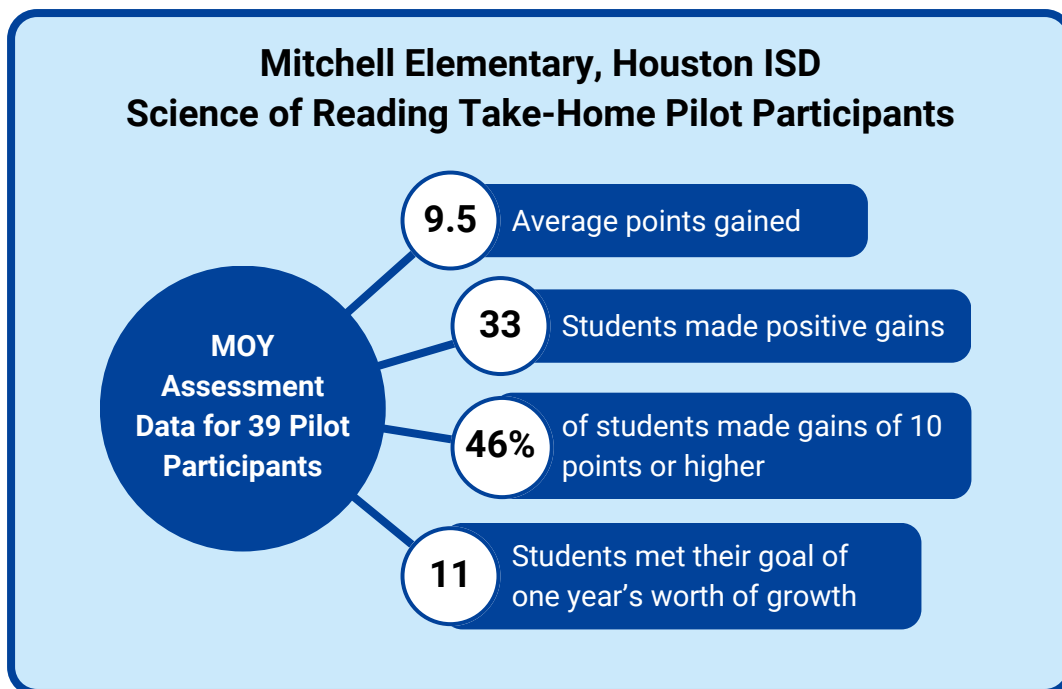 Mitchell Elementary, Houston ISD
Science of Reading Take-Home Pilot Participants
MOY
Assessment
Data for 39 Pilot
Participants
9.5
Average points gained
33
Students made positive gains
46%
of students made gains of 10
points or higher
11
Students met their goal of
one year’s worth of growth